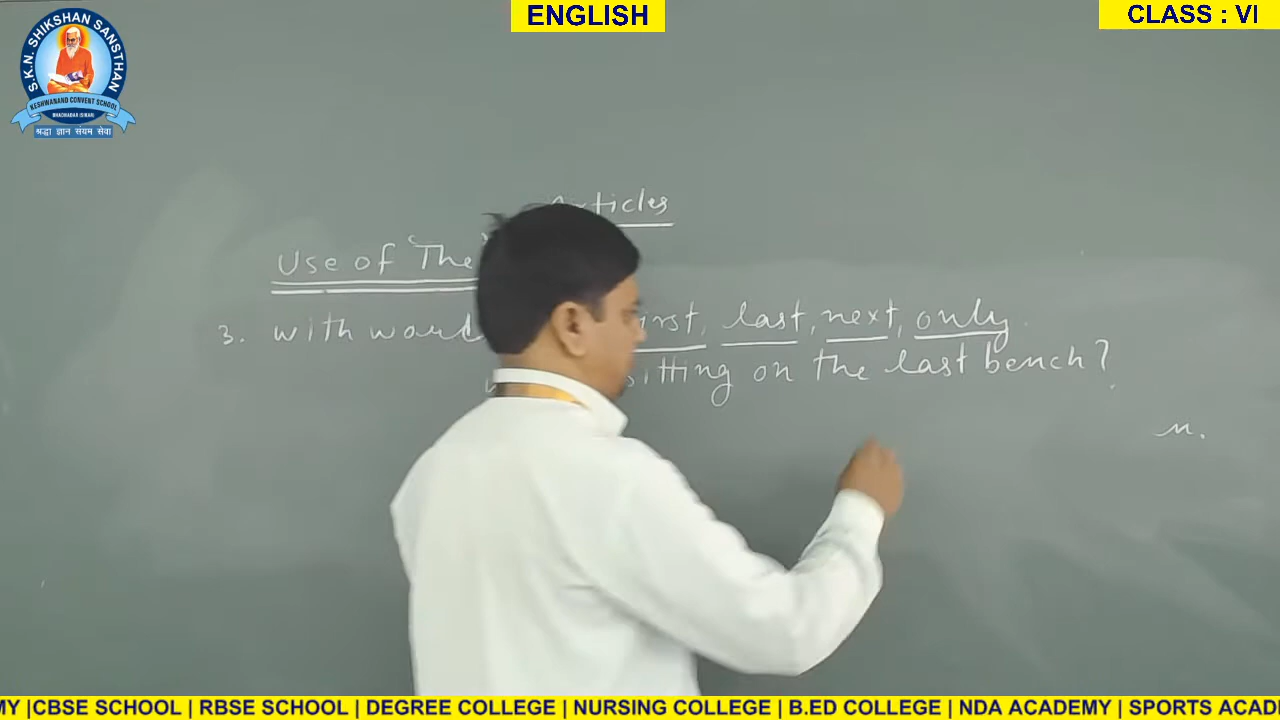 ENGLISH
CLASS : VI
S.K.N. SHIKSHAN SANSTHAN
KESHWANAND CONVENT SCHOOL
श्रद्धा ज्ञान संयम सेवा
Articles
Use of "The
3. with word first, last, next, only.
sitting on the last bench?
MY |CBSE SCHOOL | RBSE SCHOOL | DEGREE COLLEGE | NURSING COLLEGE | B.ED COLLEGE | NDA ACADEMY | SPORTS ACAD